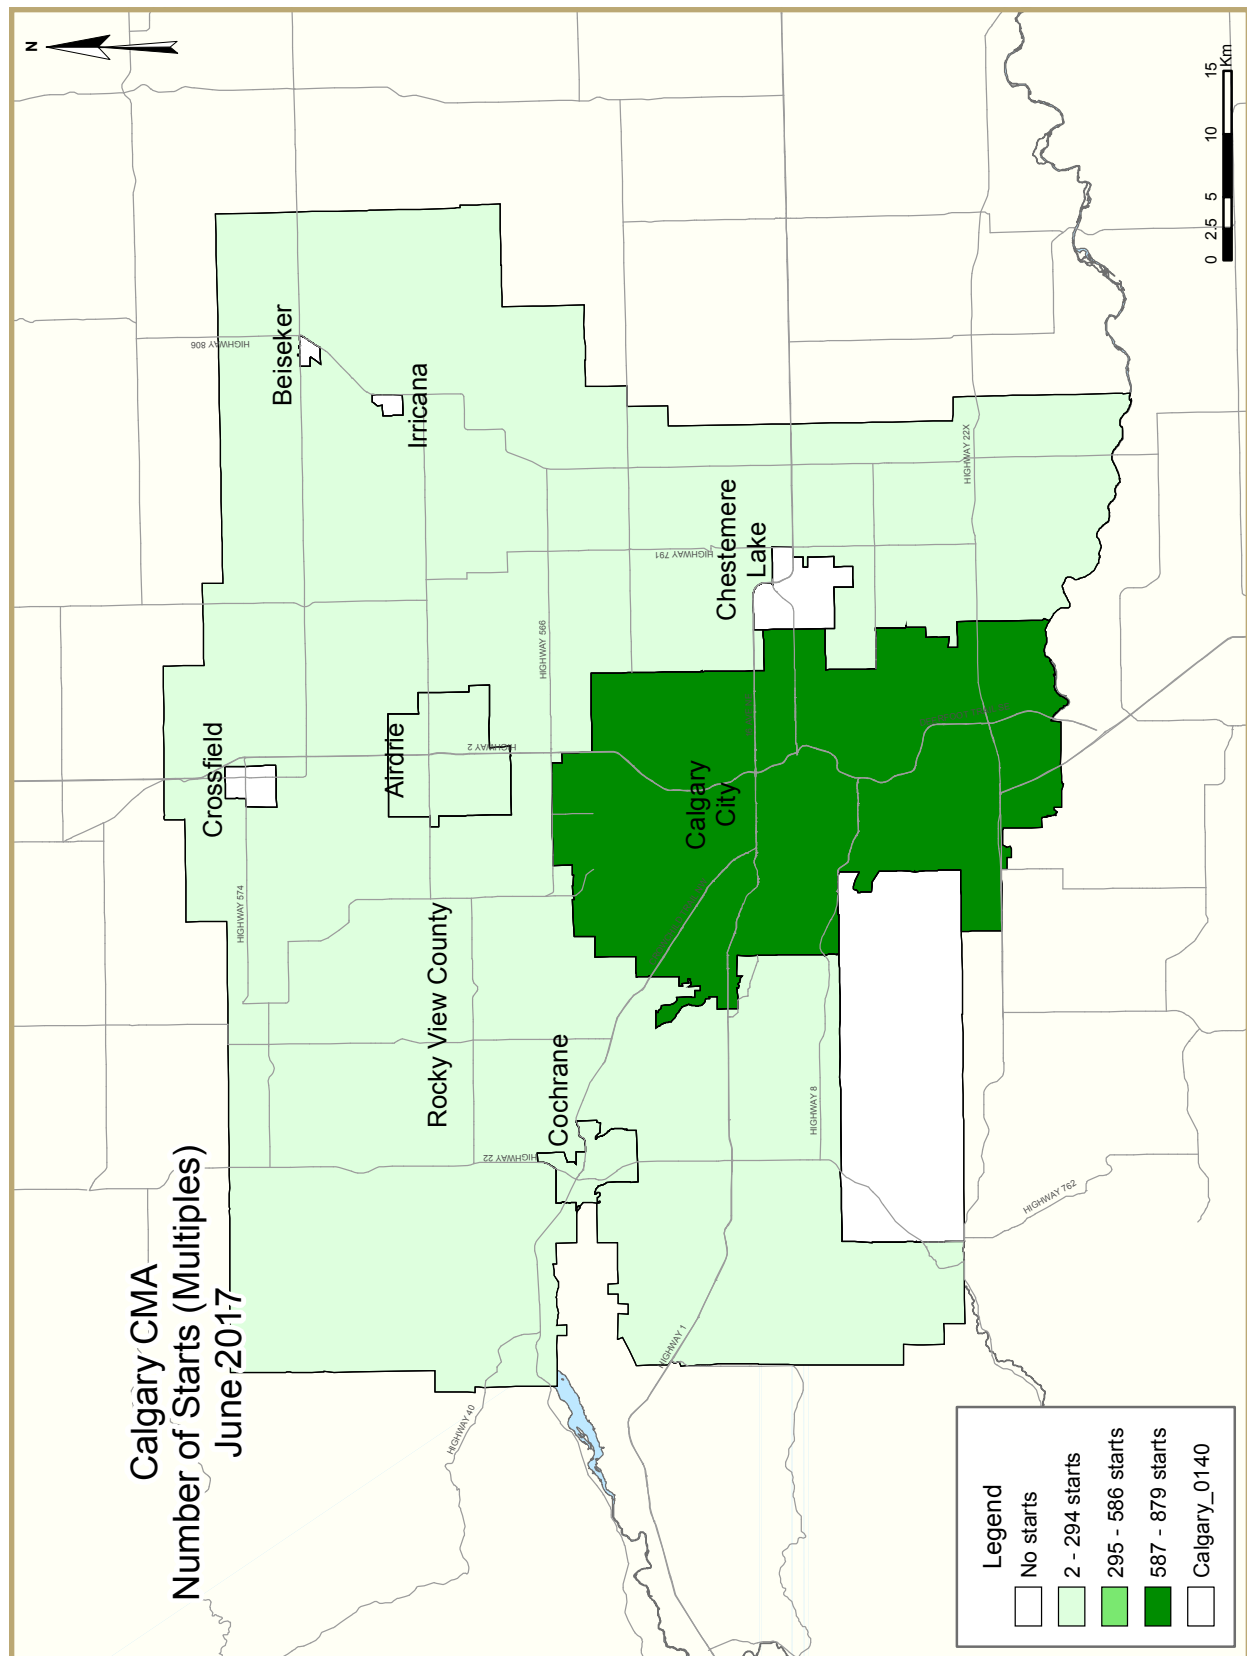 Calgary CMA
Number of Starts (Multiples)
June 2017
N
Crossfield
Beiseker
Irricana
Airdrie
Rocky View County
Cochrane
Calgary
City
Chestemere
Lake
HIGHWAY 574
HIGHWAY 806
HIGHWAY 2
HIGHWAY 566
HIGHWAY 22
HIGHWAY 40
HIGHWAY 791
HIGHWAY 1
HIGHWAY 8
HIGHWAY 22X
HIGHWAY 762
Legend
No starts
2 - 294 starts
295 - 586 starts
587 - 879 starts
Calgary_0140
0 2.5 5 10 15
Km